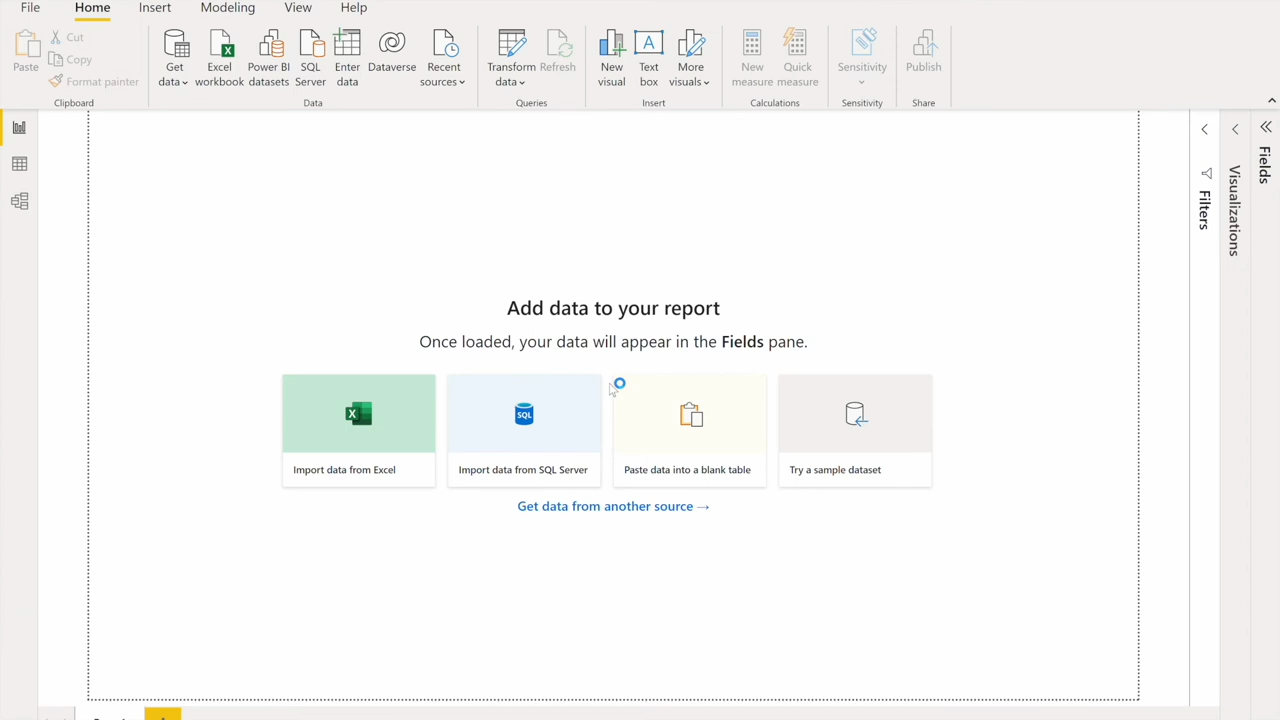 File Home Insert Modeling View Help
Paste Cut Copy Format painter
Get data Excel workbook Power BI datasets SQL Server Enter data Dataverse Recent sources
Transform data Refresh
New visual Text box More visuals
New measure Quick measure
Sensitivity
Publish
Clipboard Data Queries Insert Calculations Sensitivity Share
Filters
Visualizations
Fields
Add data to your report
Once loaded, your data will appear in the Fields pane.
X SQL
Import data from Excel Import data from SQL Server Paste data into a blank table Try a sample dataset
Get data from another source →